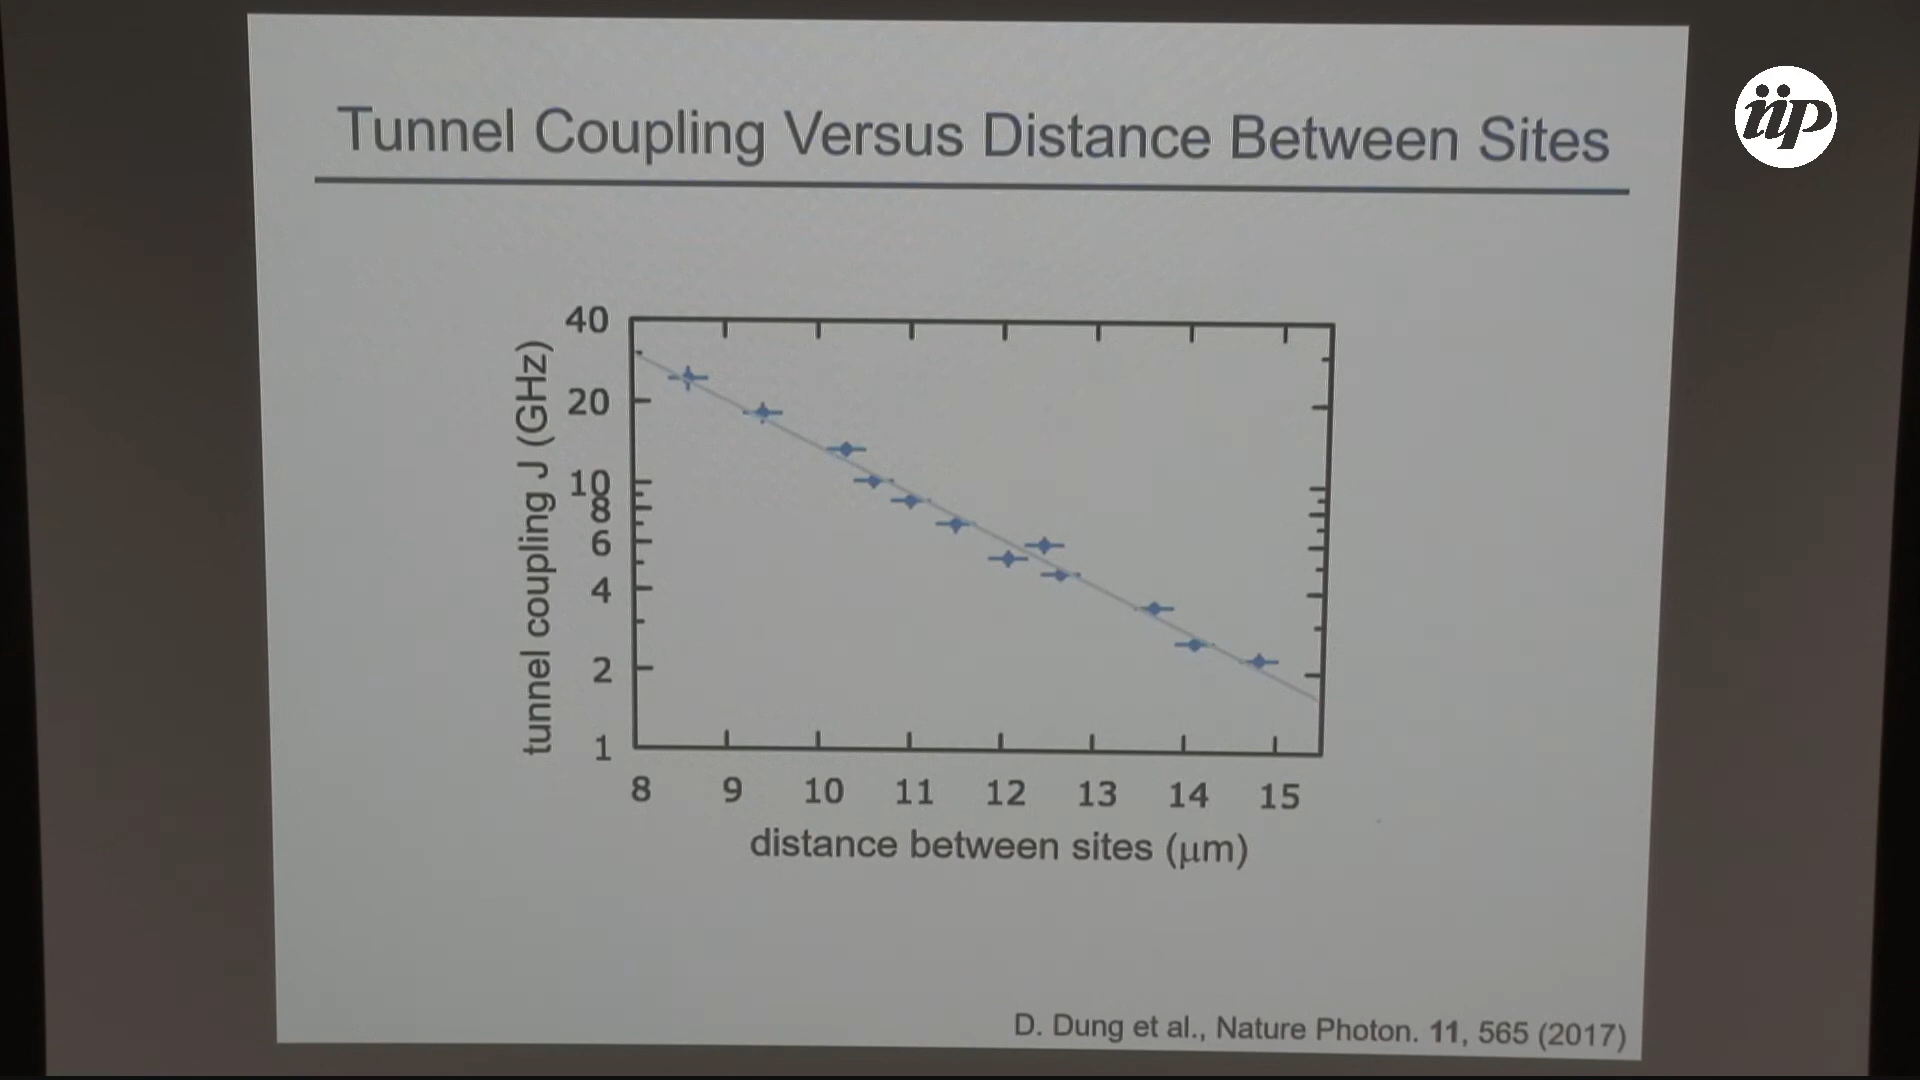 iip
Tunnel Coupling Versus Distance Between Sites
40
20
10
8
6
4
2
1
tunnel coupling J (GHz)
8 9 10 11 12 13 14 15
distance between sites (μm)
D. Dung et al., Nature Photon. 11, 565 (2017)